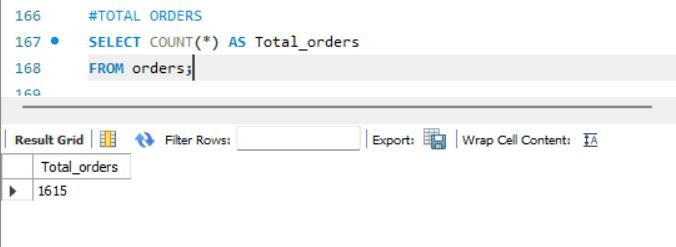 166 #TOTAL ORDERS
167 SELECT COUNT(*) AS Total_orders
168 FROM orders;
169
Result Grid Filter Rows: Export: Wrap Cell Content: IA
Total_orders
1615